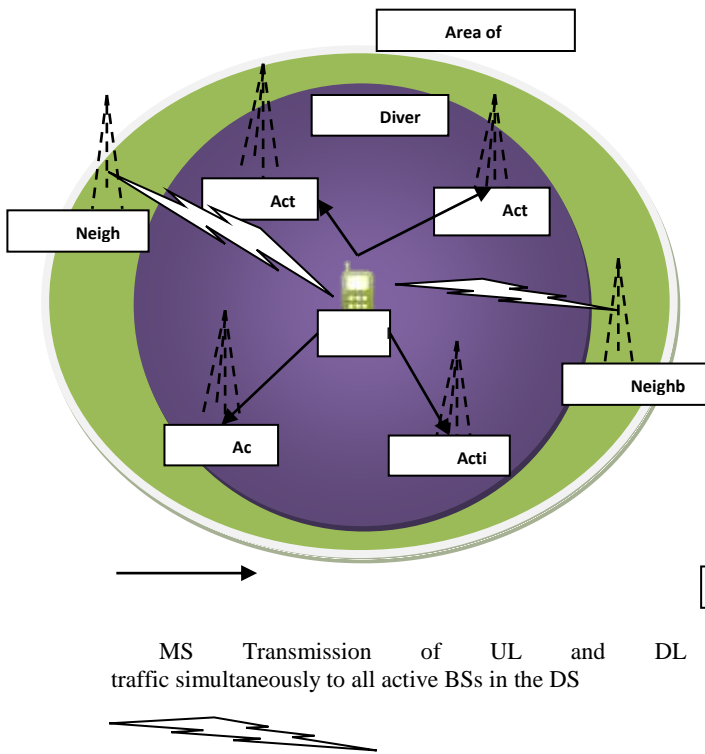 Area of
Diver
Act
Act
Neigh
Neighb
Ac
Acti
MS Transmission of UL and DL
traffic simultaneously to all active BSs in the DS